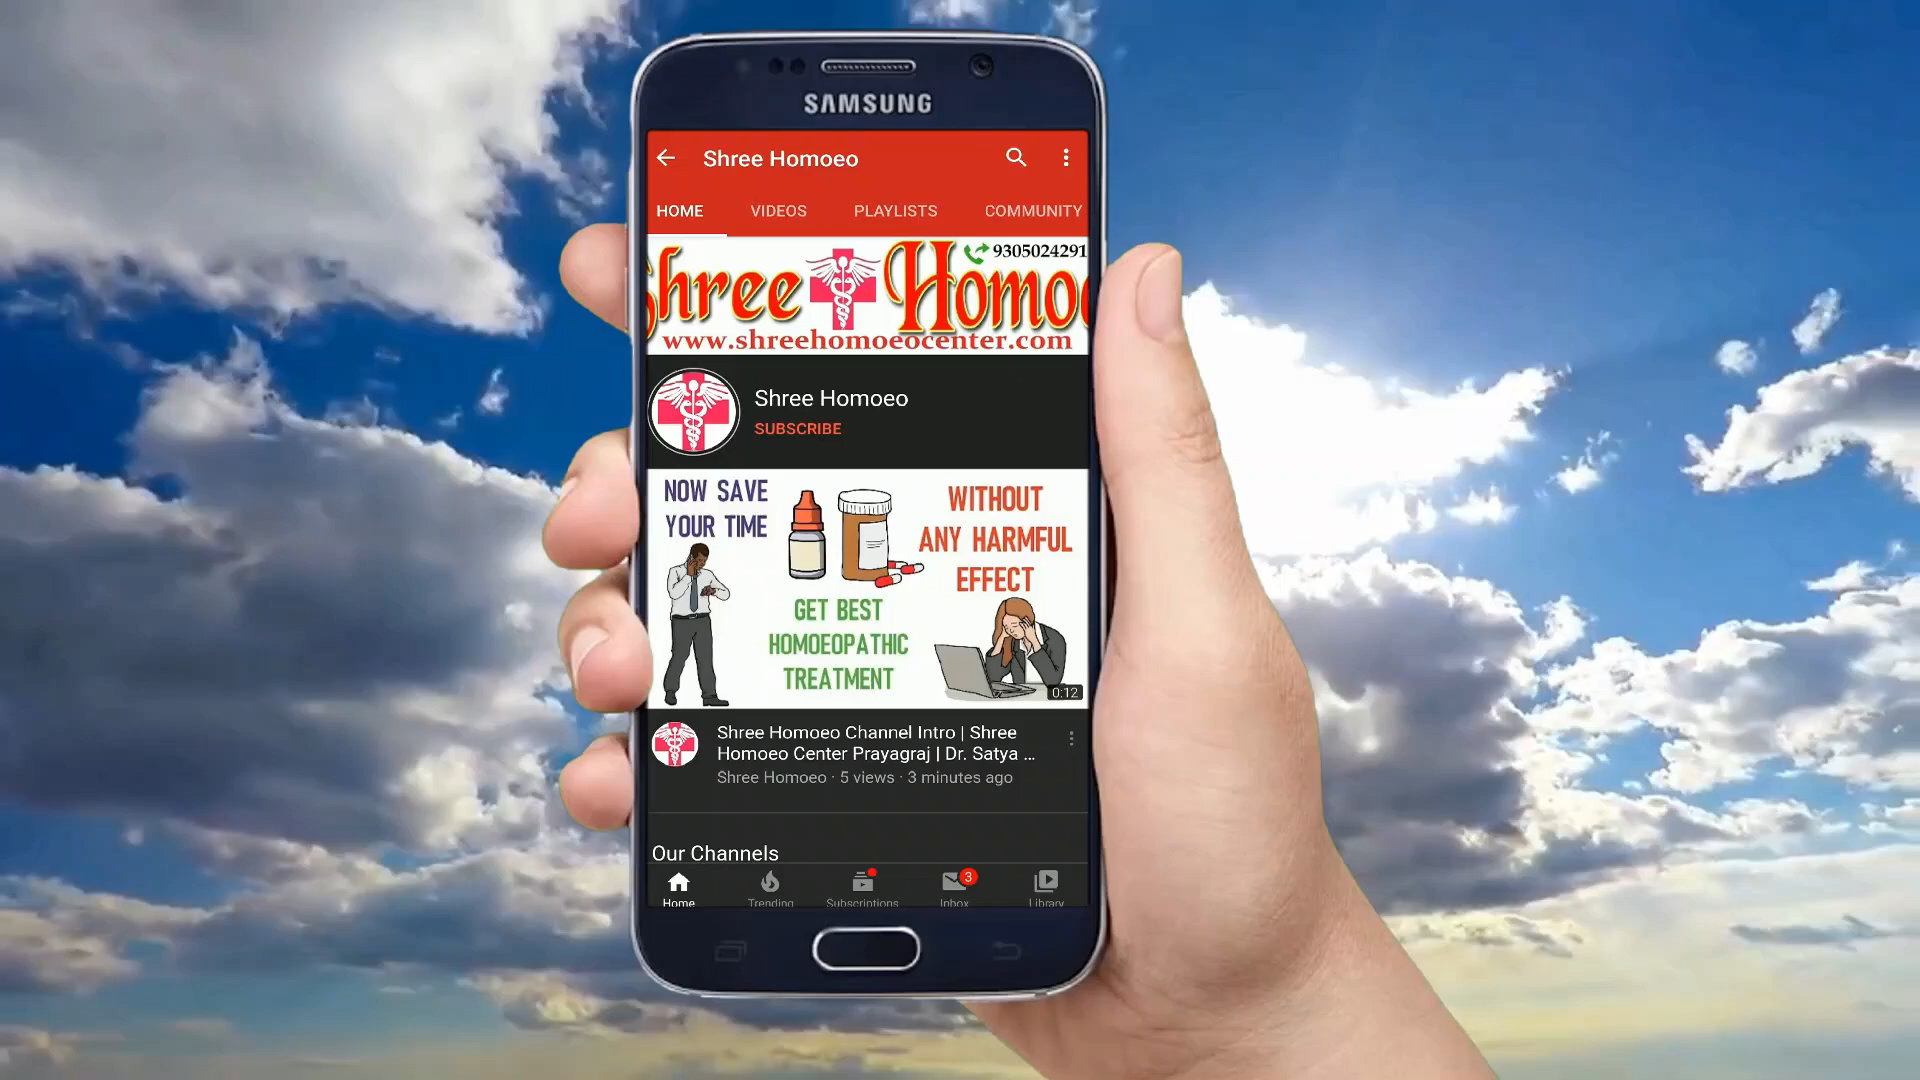 SAMSUNG
Shree Homoeo
HOME VIDEOS PLAYLISTS COMMUNITY
9305024291
Shree Homoe
www.shreehomoeocenter.com
Shree Homoeo
SUBSCRIBE
NOW SAVE
YOUR TIME
WITHOUT
ANY HARMFUL
EFFECT
GET BEST
HOMOEOPATHIC
TREATMENT
0:12
Shree Homoeo Channel Intro | Shree
Homoeo Center Prayagraj | Dr. Satya ...
Shree Homoeo · 5 views · 3 minutes ago
Our Channels
3
Home Trending Subscriptions Inbox Library